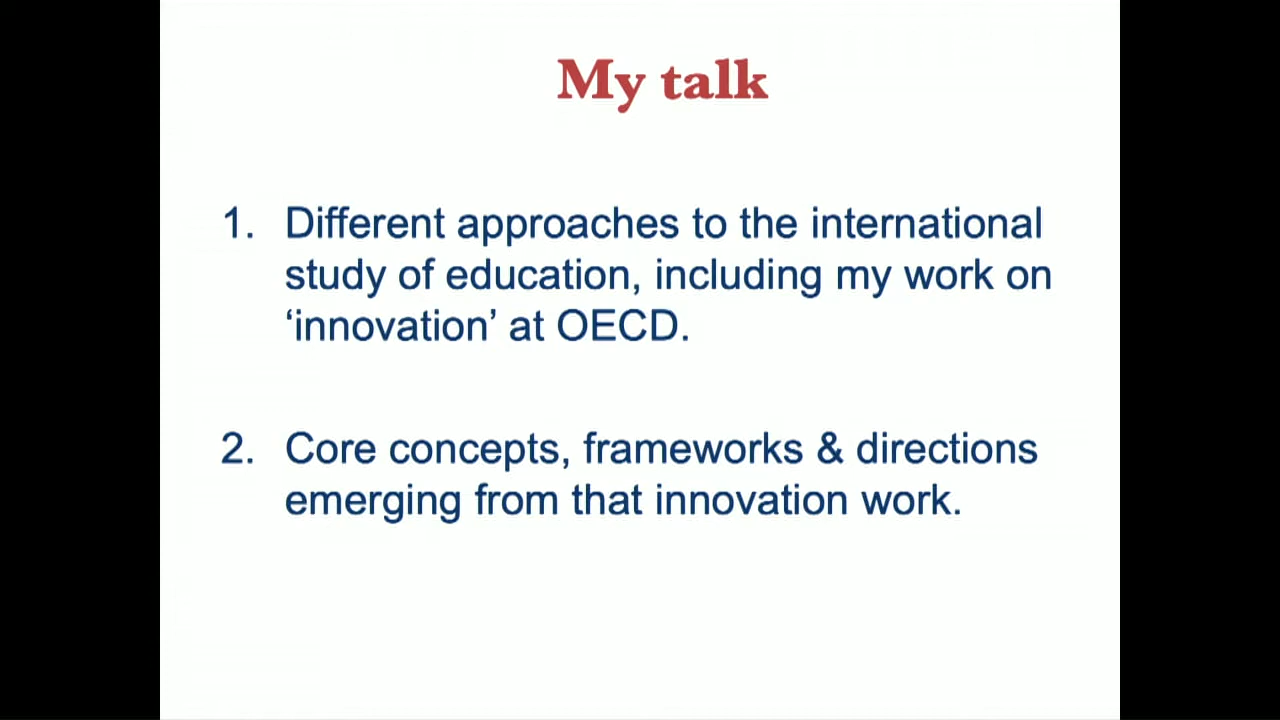 My talk
1. Different approaches to the international
study of education, including my work on
‘innovation’ at OECD.
2. Core concepts, frameworks & directions
emerging from that innovation work.